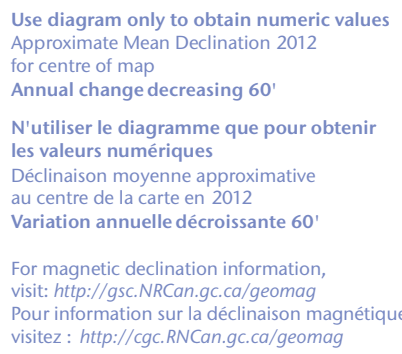 Use diagram only to obtain numeric values
Approximate Mean Declination 2012
for centre of map
Annual change decreasing 60'
N'utiliser le diagramme que pour obtenir
les valeurs numériques
Déclinaison moyenne approximative
au centre de la carte en 2012
Variation annuelle décroissante 60'
For magnetic declination information,
visit: http://gsc.NRCan.gc.ca/geomag
Pour information sur la déclinaison magnétique
visitez : http://cgc.RNCan.gc.ca/geomag